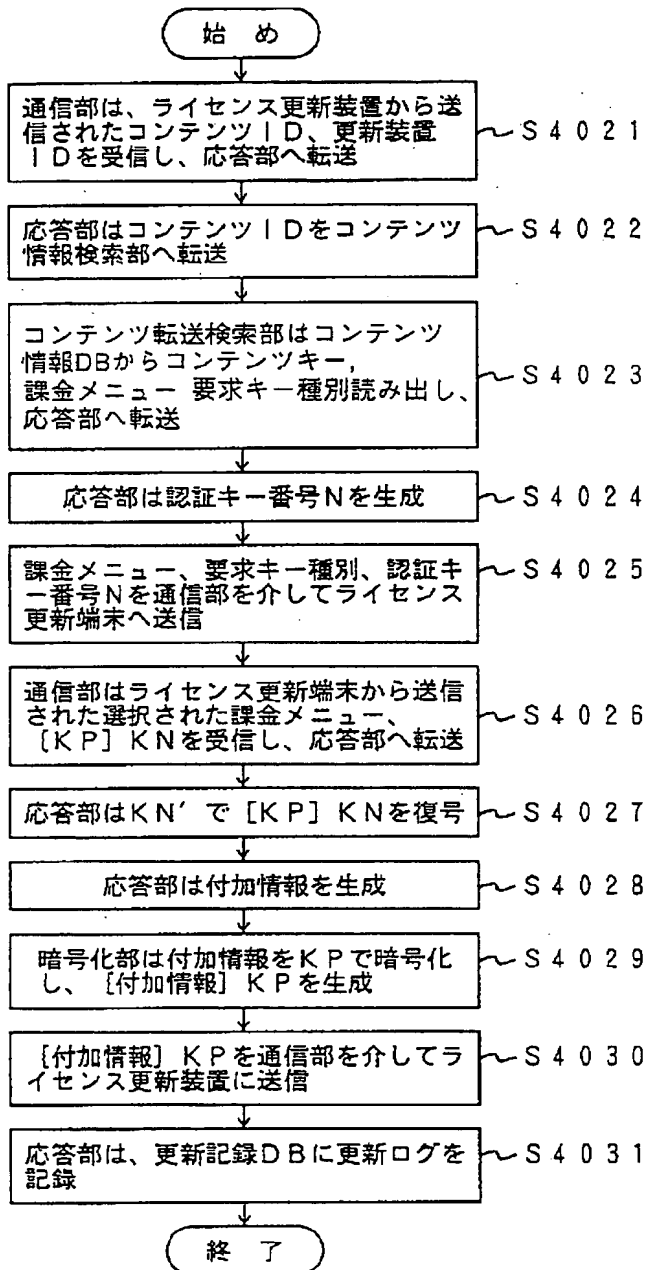 始 め
通信部は、ライセンス更新装置から送
信されたコンテンツID、更新装置
IDを受信し、応答部へ転送
S4021
応答部はコンテンツIDをコンテンツ
情報検索部へ転送
S4022
コンテンツ転送検索部はコンテンツ
情報DBからコンテンツキー,
課金メニュー 要求キー種別読み出し、
応答部へ転送
S4023
応答部は認証キー番号Nを生成
S4024
課金メニュー、要求キー種別、認証キ
ー番号Nを通信部を介してライセンス
更新端末へ送信
S4025
通信部はライセンス更新端末から送信
された選択された課金メニュー、
[KP] KNを受信し、応答部へ転送
S4026
応答部はKN'で[KP] KNを復号
S4027
応答部は付加情報を生成
S4028
暗号化部は付加情報をKPで暗号化
し、[付加情報] KPを生成
S4029
[付加情報] KPを通信部を介してラ
イセンス更新装置に送信
S4030
応答部は、更新記録DBに更新ログを
記録
S4031
終 了